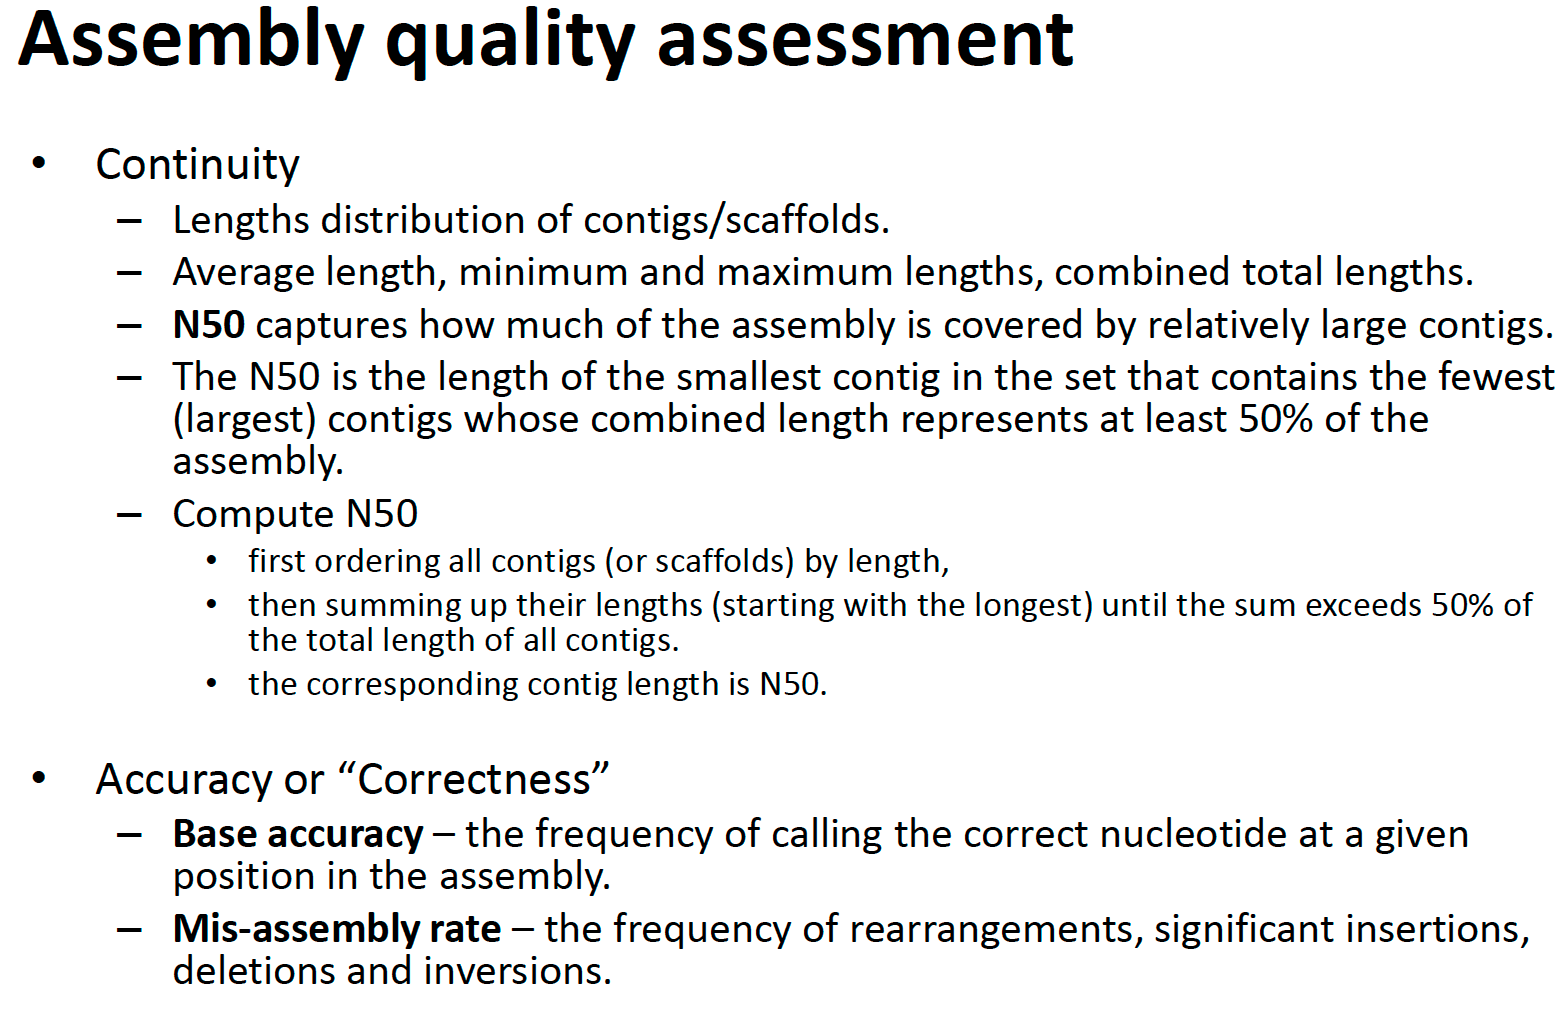 Assembly quality assessment
• Continuity
– Lengths distribution of contigs/scaffolds.
– Average length, minimum and maximum lengths, combined total lengths.
– N50 captures how much of the assembly is covered by relatively large contigs.
– The N50 is the length of the smallest contig in the set that contains the fewest
(largest) contigs whose combined length represents at least 50% of the
assembly.
– Compute N50
• first ordering all contigs (or scaffolds) by length,
• then summing up their lengths (starting with the longest) until the sum exceeds 50% of
the total length of all contigs.
• the corresponding contig length is N50.
• Accuracy or “Correctness”
– Base accuracy – the frequency of calling the correct nucleotide at a given
position in the assembly.
– Mis-assembly rate – the frequency of rearrangements, significant insertions,
deletions and inversions.